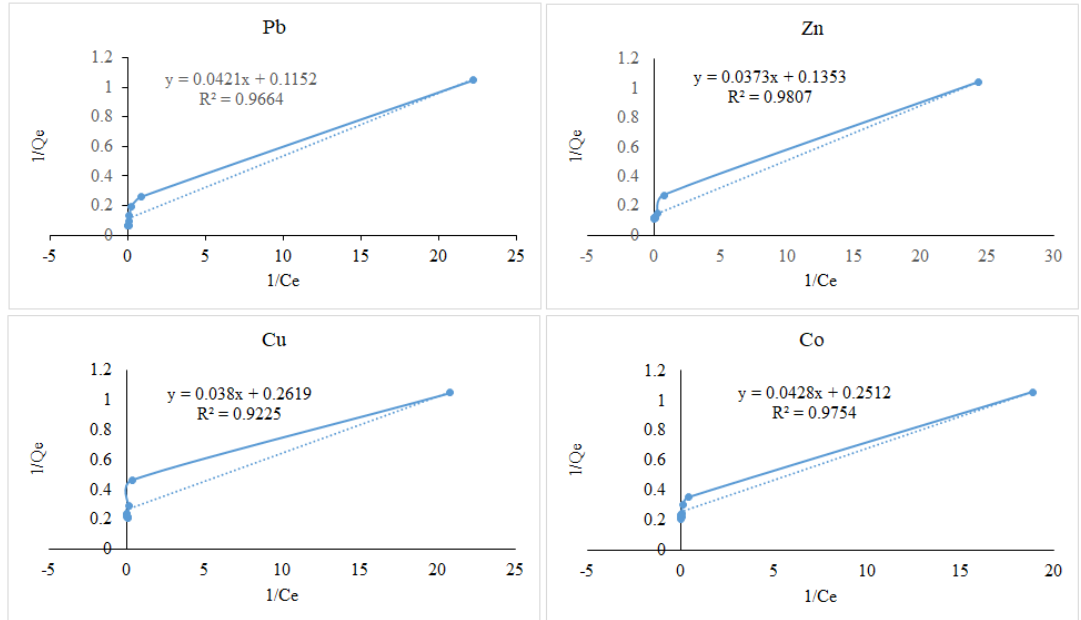 Pb
1.2
1
0.8
0.6
0.4
0.2
0
-5
0
5
10
15
20
25
1/Qe
1/Ce
y = 0.0421x + 0.1152
R² = 0.9664
Zn
1.2
1
0.8
0.6
0.4
0.2
0
-5
0
5
10
15
20
25
30
1/Qe
1/Ce
y = 0.0373x + 0.1353
R² = 0.9807
Cu
1.2
1
0.8
0.6
0.4
0.2
0
-5
0
5
10
15
20
25
1/Qe
1/Ce
y = 0.038x + 0.2619
R² = 0.9225
Co
1.2
1
0.8
0.6
0.4
0.2
0
-5
0
5
10
15
20
1/Qe
1/Ce
y = 0.0428x + 0.2512
R² = 0.9754